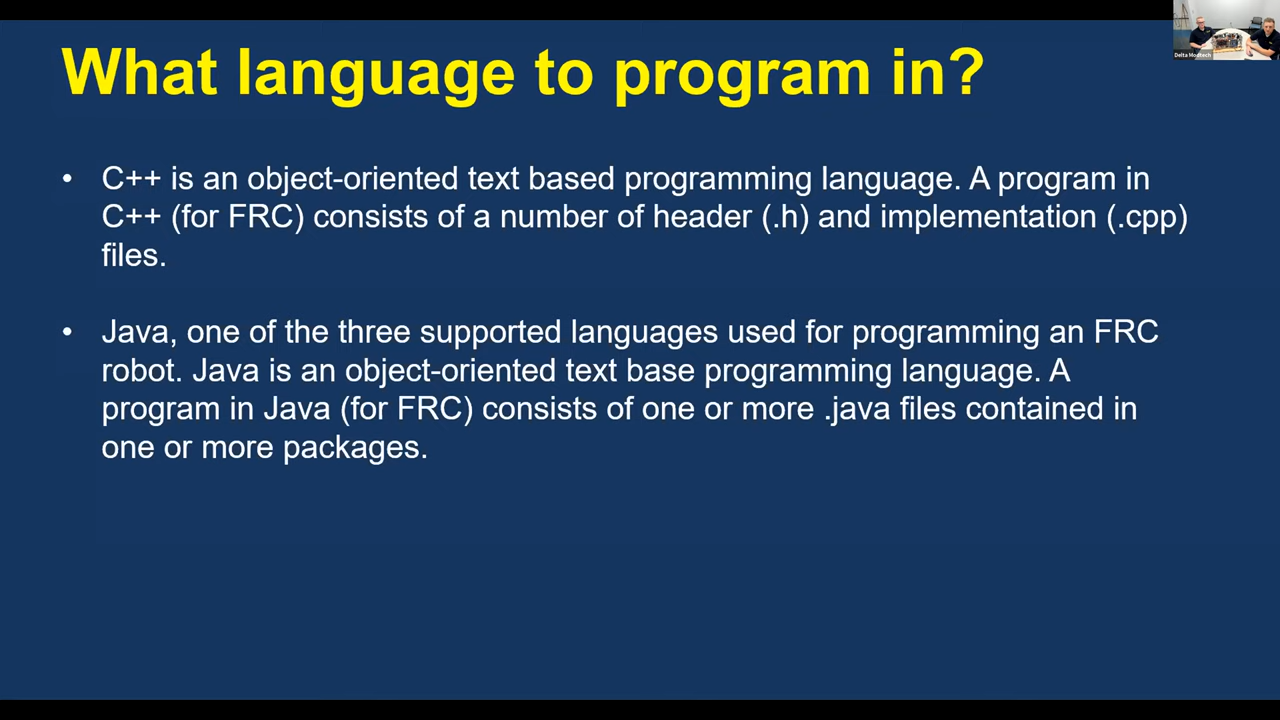 What language to program in?
• C++ is an object-oriented text based programming language. A program in
C++ (for FRC) consists of a number of header (.h) and implementation (.cpp)
files.
• Java, one of the three supported languages used for programming an FRC
robot. Java is an object-oriented text base programming language. A
program in Java (for FRC) consists of one or more .java files contained in
one or more packages.